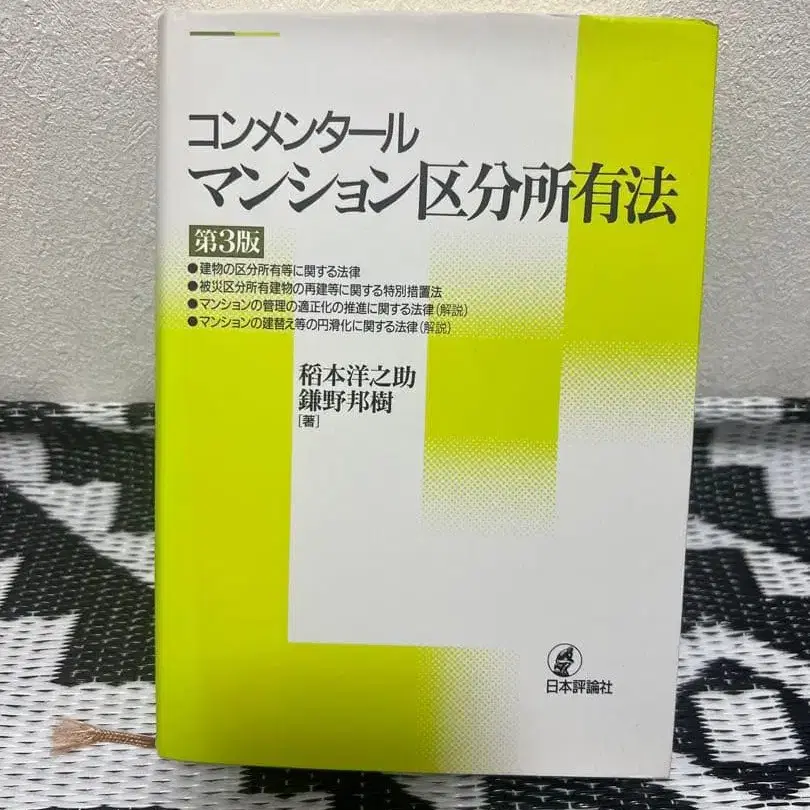 コンメンタール
マンション区分所有法
第3版
●建物の区分所有等に関する法律
●被災区分所有建物の再建等に関する特別措置法
●マンションの管理の適正化の推進に関する法律(解説)
●マンションの建替え等の円滑化に関する法律(解説)
稻本洋之助
鎌野邦樹
[著]
日本評論社